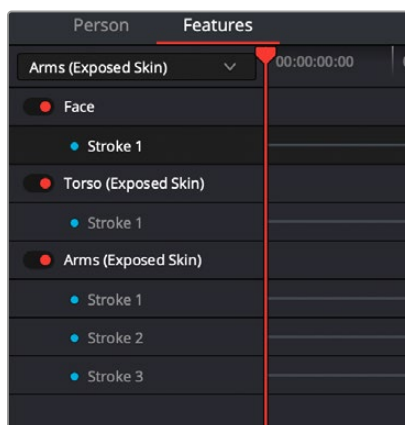 Person Features
Arms (Exposed Skin) 00:00:00:00
Face
Stroke 1
Torso (Exposed Skin)
Stroke 1
Arms (Exposed Skin)
Stroke 1
Stroke 2
Stroke 3